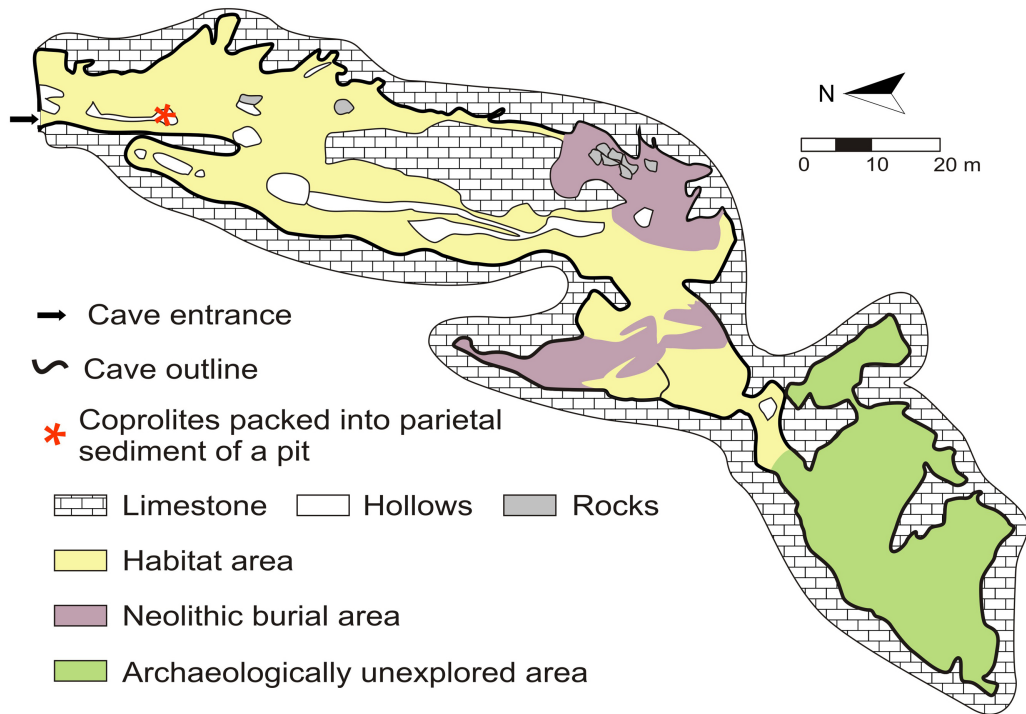 N
0 10 20 m
Cave entrance
Cave outline
Coprolites packed into parietal
sediment of a pit
Limestone Hollows Rocks
Habitat area
Neolithic burial area
Archaeologically unexplored area